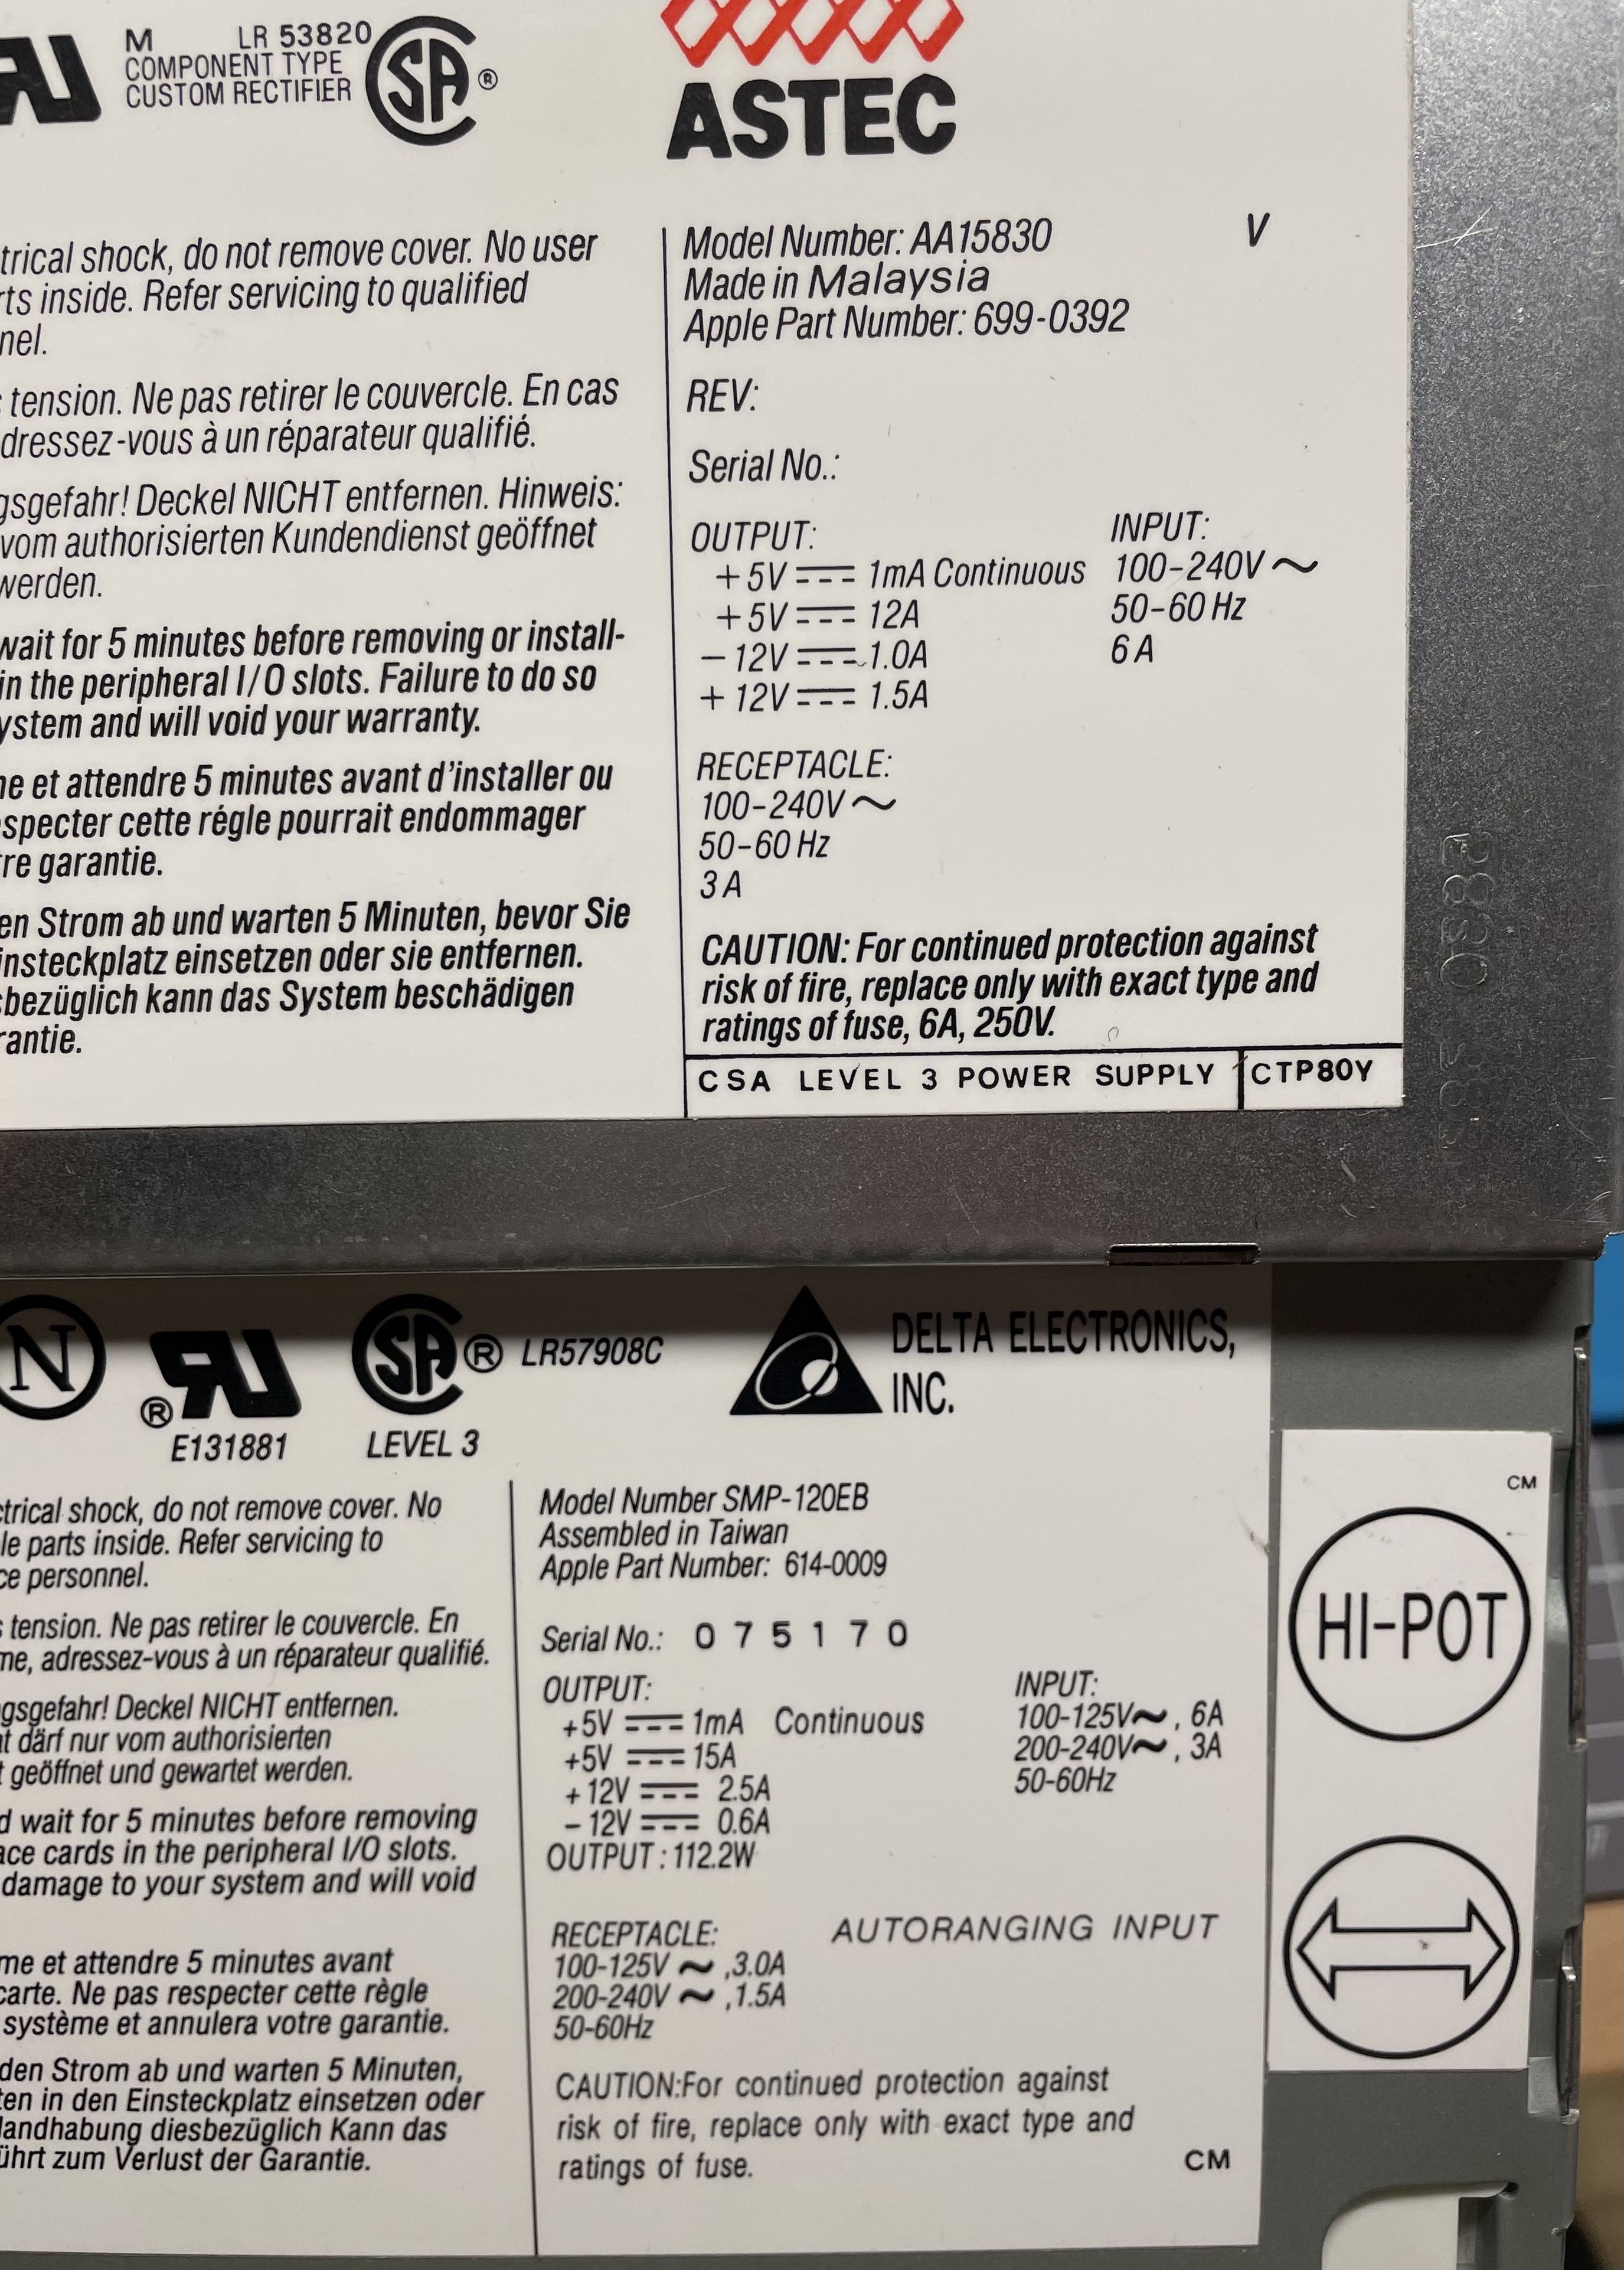 M LR 53820
COMPONENT TYPE
CUSTOM RECTIFIER
SA ®
ASTEC
trical shock, do not remove cover. No user
rts inside. Refer servicing to qualified
nel.
tension. Ne pas retirer le couvercle. En cas
dressez-vous à un réparateur qualifié.
gsgefahr! Deckel NICHT entfernen. Hinweis:
vom authorisierten Kundendienst geöffnet
werden.
wait for 5 minutes before removing or install-
in the peripheral I/O slots. Failure to do so
ystem and will void your warranty.
ne et attendre 5 minutes avant d'installer ou
specter cette régle pourrait endommager
re garantie.
en Strom ab und warten 5 Minuten, bevor Sie
insteckplatz einsetzen oder sie entfernen.
sbezüglich kann das System beschädigen
rantie.
Model Number: AA15830 V
Made in Malaysia
Apple Part Number: 699-0392
REV:
Serial No.:
OUTPUT:
+5V ⎓ 1mA Continuous
+5V ⎓ 12A
−12V ⎓ 1.0A
+12V ⎓ 1.5A
INPUT:
100-240V ~
50-60 Hz
6 A
RECEPTACLE:
100-240V ~
50-60 Hz
3 A
CAUTION: For continued protection against
risk of fire, replace only with exact type and
ratings of fuse, 6A, 250V.
CSA LEVEL 3 POWER SUPPLY CTP80Y
N
® E131881
SA ® LR57908C
LEVEL 3
DELTA ELECTRONICS,
INC.
ctrical shock, do not remove cover. No
le parts inside. Refer servicing to
ce personnel.
s tension. Ne pas retirer le couvercle. En
me, adressez-vous à un réparateur qualifié.
gsgefahr! Deckel NICHT entfernen.
t därf nur vom authorisierten
t geöffnet und gewartet werden.
d wait for 5 minutes before removing
ace cards in the peripheral I/O slots.
damage to your system and will void
me et attendre 5 minutes avant
carte. Ne pas respecter cette règle
système et annulera votre garantie.
den Strom ab und warten 5 Minuten,
ten in den Einsteckplatz einsetzen oder
Handhabung diesbezüglich Kann das
ührt zum Verlust der Garantie.
Model Number SMP-120EB
Assembled in Taiwan
Apple Part Number: 614-0009
Serial No.: 075170
OUTPUT:
+5V ⎓ 1mA Continuous
+5V ⎓ 15A
+12V ⎓ 2.5A
−12V ⎓ 0.6A
OUTPUT : 112.2W
INPUT:
100-125V~, 6A
200-240V~, 3A
50-60Hz
RECEPTACLE:
100-125V ~ ,3.0A
200-240V ~ ,1.5A
50-60Hz
AUTORANGING INPUT
CAUTION:For continued protection against
risk of fire, replace only with exact type and
ratings of fuse.
CM
CM
HI-POT